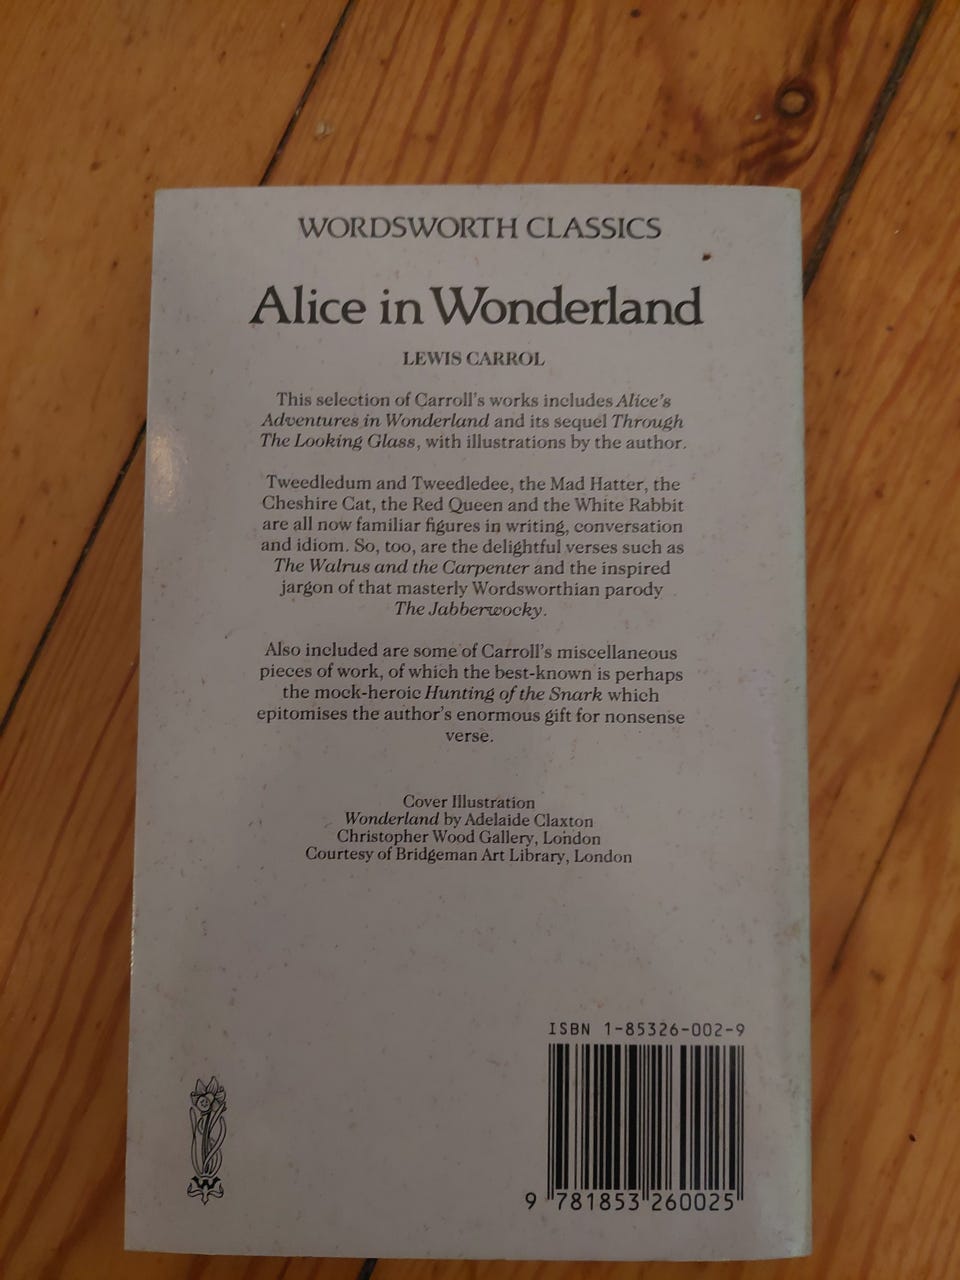 WORDSWORTH CLASSICS
Alice in Wonderland
LEWIS CARROL
This selection of Carroll's works includes Alice's
Adventures in Wonderland and its sequel Through
The Looking Glass, with illustrations by the author.
Tweedledum and Tweedledee, the Mad Hatter, the
Cheshire Cat, the Red Queen and the White Rabbit
are all now familiar figures in writing, conversation
and idiom. So, too, are the delightful verses such as
The Walrus and the Carpenter and the inspired
jargon of that masterly Wordsworthian parody
The Jabberwocky.
Also included are some of Carroll's miscellaneous
pieces of work, of which the best-known is perhaps
the mock-heroic Hunting of the Snark which
epitomises the author's enormous gift for nonsense
verse.
Cover Illustration
Wonderland by Adelaide Claxton
Christopher Wood Gallery, London
Courtesy of Bridgeman Art Library, London
ISBN 1-85326-002-9
9 781853 260025
W